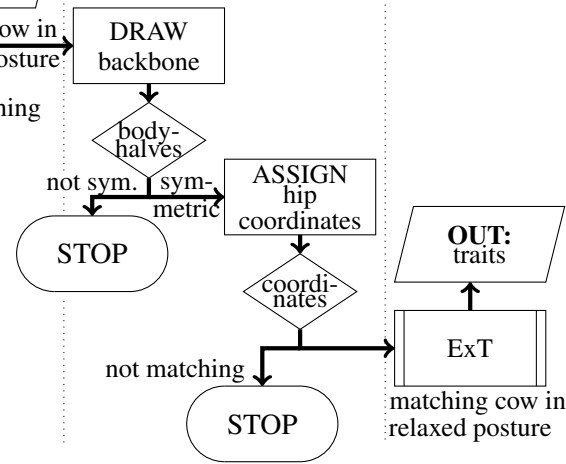 ow in
osture
ning
DRAW
backbone
body-
halves
not sym.
sym-
metric
STOP
ASSIGN
hip
coordinates
coordi-
nates
not matching
STOP
OUT:
traits
ExT
matching cow in
relaxed posture